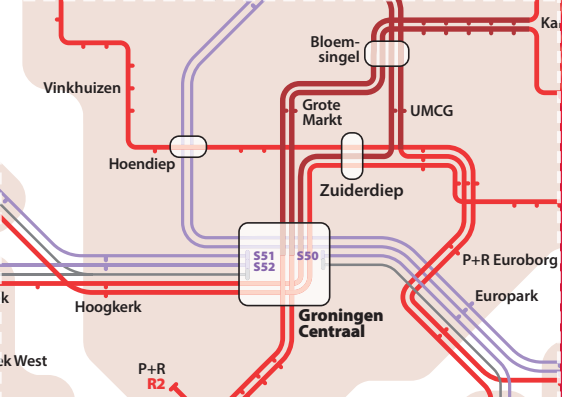 Bloem-
singel
Ka
Vinkhuizen
Grote
Markt
UMCG
Hoendiep
Zuiderdiep
S51
S50
S52
P+R Euroborg
Europark
k
Hoogkerk
Groningen
Centraal
ek West
P+R
R2